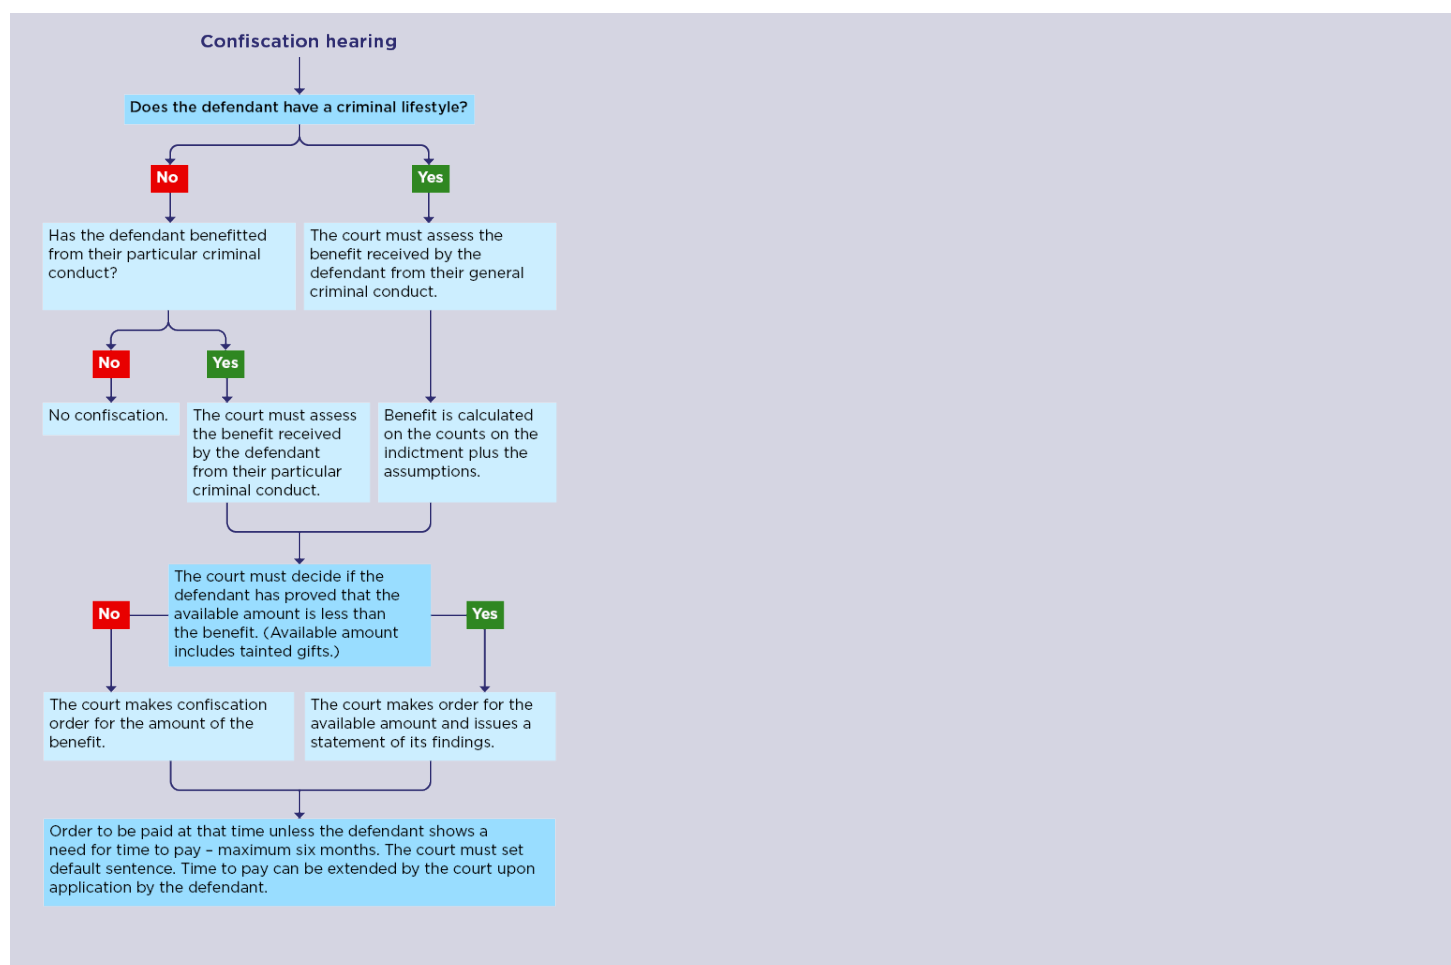 Confiscation hearing
Does the defendant have a criminal lifestyle?
No
Yes
Has the defendant benefitted
from their particular criminal
conduct?
The court must assess the
benefit received by the
defendant from their general
criminal conduct.
No
Yes
No confiscation.
The court must assess
the benefit received
by the defendant
from their particular
criminal conduct.
Benefit is calculated
on the counts on the
indictment plus the
assumptions.
The court must decide if the
defendant has proved that the
available amount is less than
the benefit. (Available amount
includes tainted gifts.)
No
Yes
The court makes confiscation
order for the amount of the
benefit.
The court makes order for the
available amount and issues a
statement of its findings.
Order to be paid at that time unless the defendant shows a
need for time to pay – maximum six months. The court must set
default sentence. Time to pay can be extended by the court upon
application by the defendant.